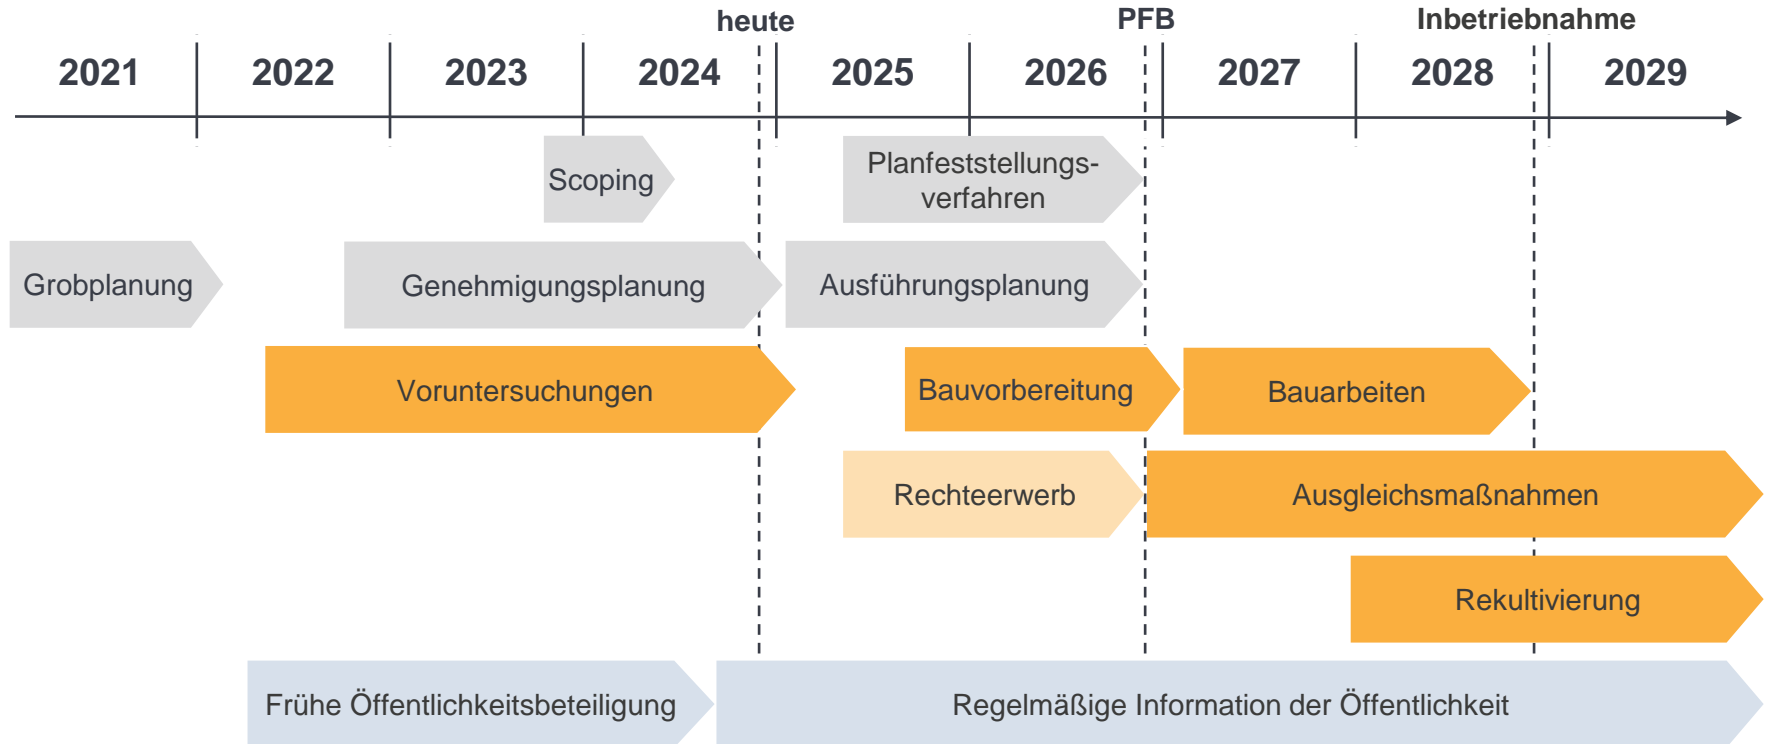 heute
PFB
Inbetriebnahme
2021
2022
2023
2024
2025
2026
2027
2028
2029
Scoping
Planfeststellungs-
verfahren
Grobplanung
Genehmigungsplanung
Ausführungsplanung
Voruntersuchungen
Bauvorbereitung
Bauarbeiten
Rechteerwerb
Ausgleichsmaßnahmen
Rekultivierung
Frühe Öffentlichkeitsbeteiligung
Regelmäßige Information der Öffentlichkeit